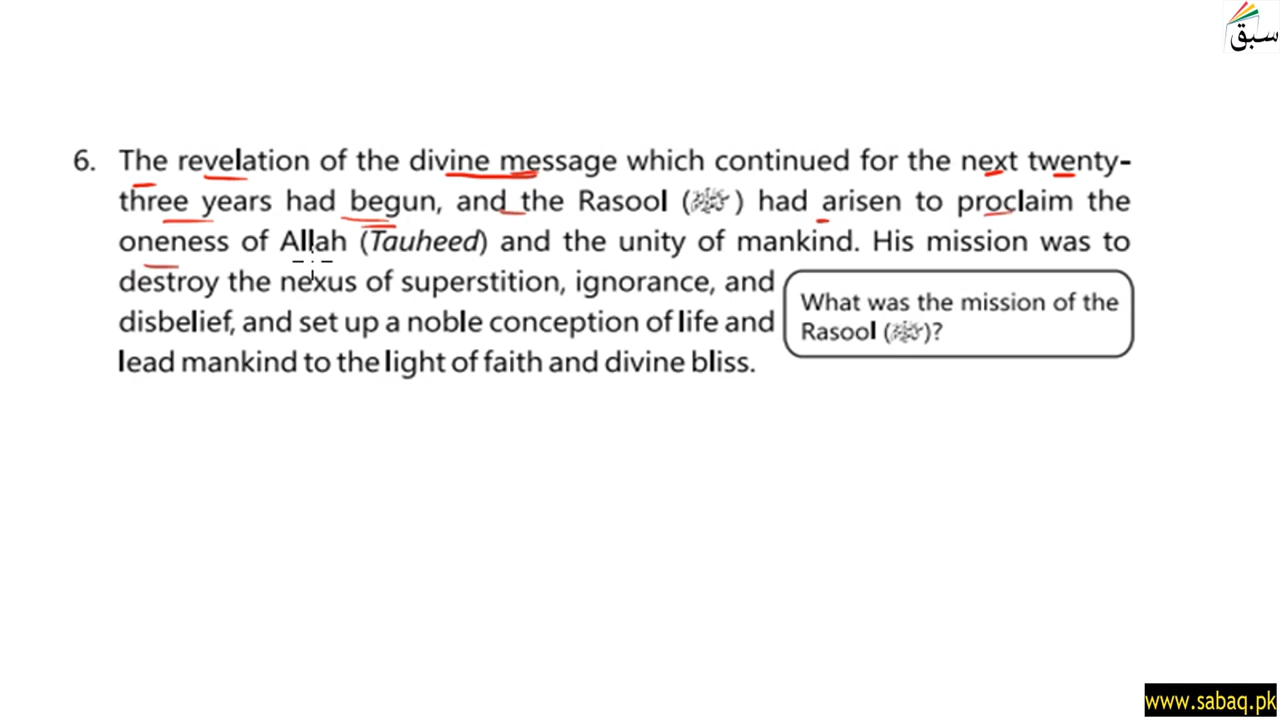 سبق
6. The revelation of the divine message which continued for the next twenty-
three years had begun, and the Rasool (ﷺ) had arisen to proclaim the
oneness of Allah (Tauheed) and the unity of mankind. His mission was to
destroy the nexus of superstition, ignorance, and
disbelief, and set up a noble conception of life and
lead mankind to the light of faith and divine bliss.
What was the mission of the
Rasool (ﷺ)?
www.sabaq.pk